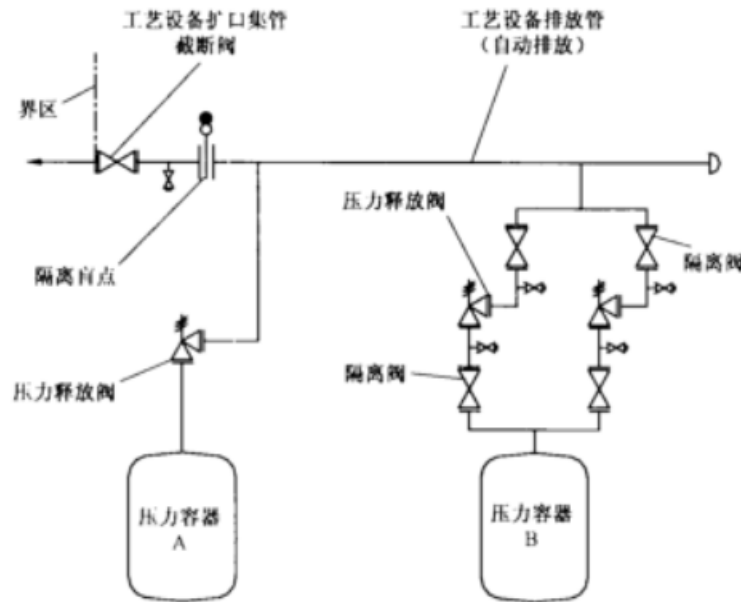 工艺设备扩口集管
截断阀
工艺设备排放管
（自动排放）
界区
压力释放阀
隔离阀
隔离盲点
隔离阀
压力释放阀
压力容器
A
压力容器
B